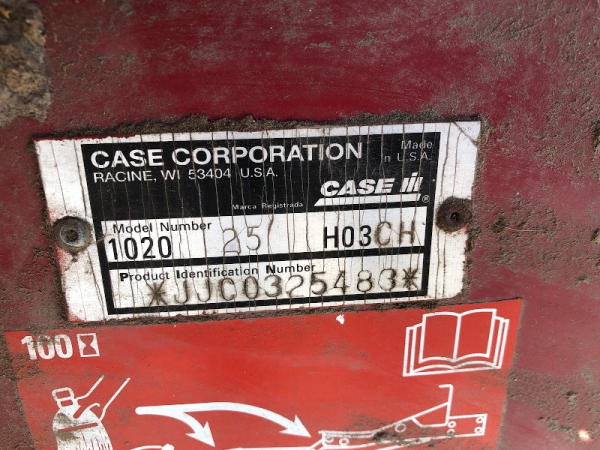 CASE CORPORATION
RACINE, WI 53404 U.S.A.
Made
in U.S.A.
CASE IH ®
Marca Registrada
Model Number
1020 25' H03CH
Product Identification Number
*JJC0325483*
100